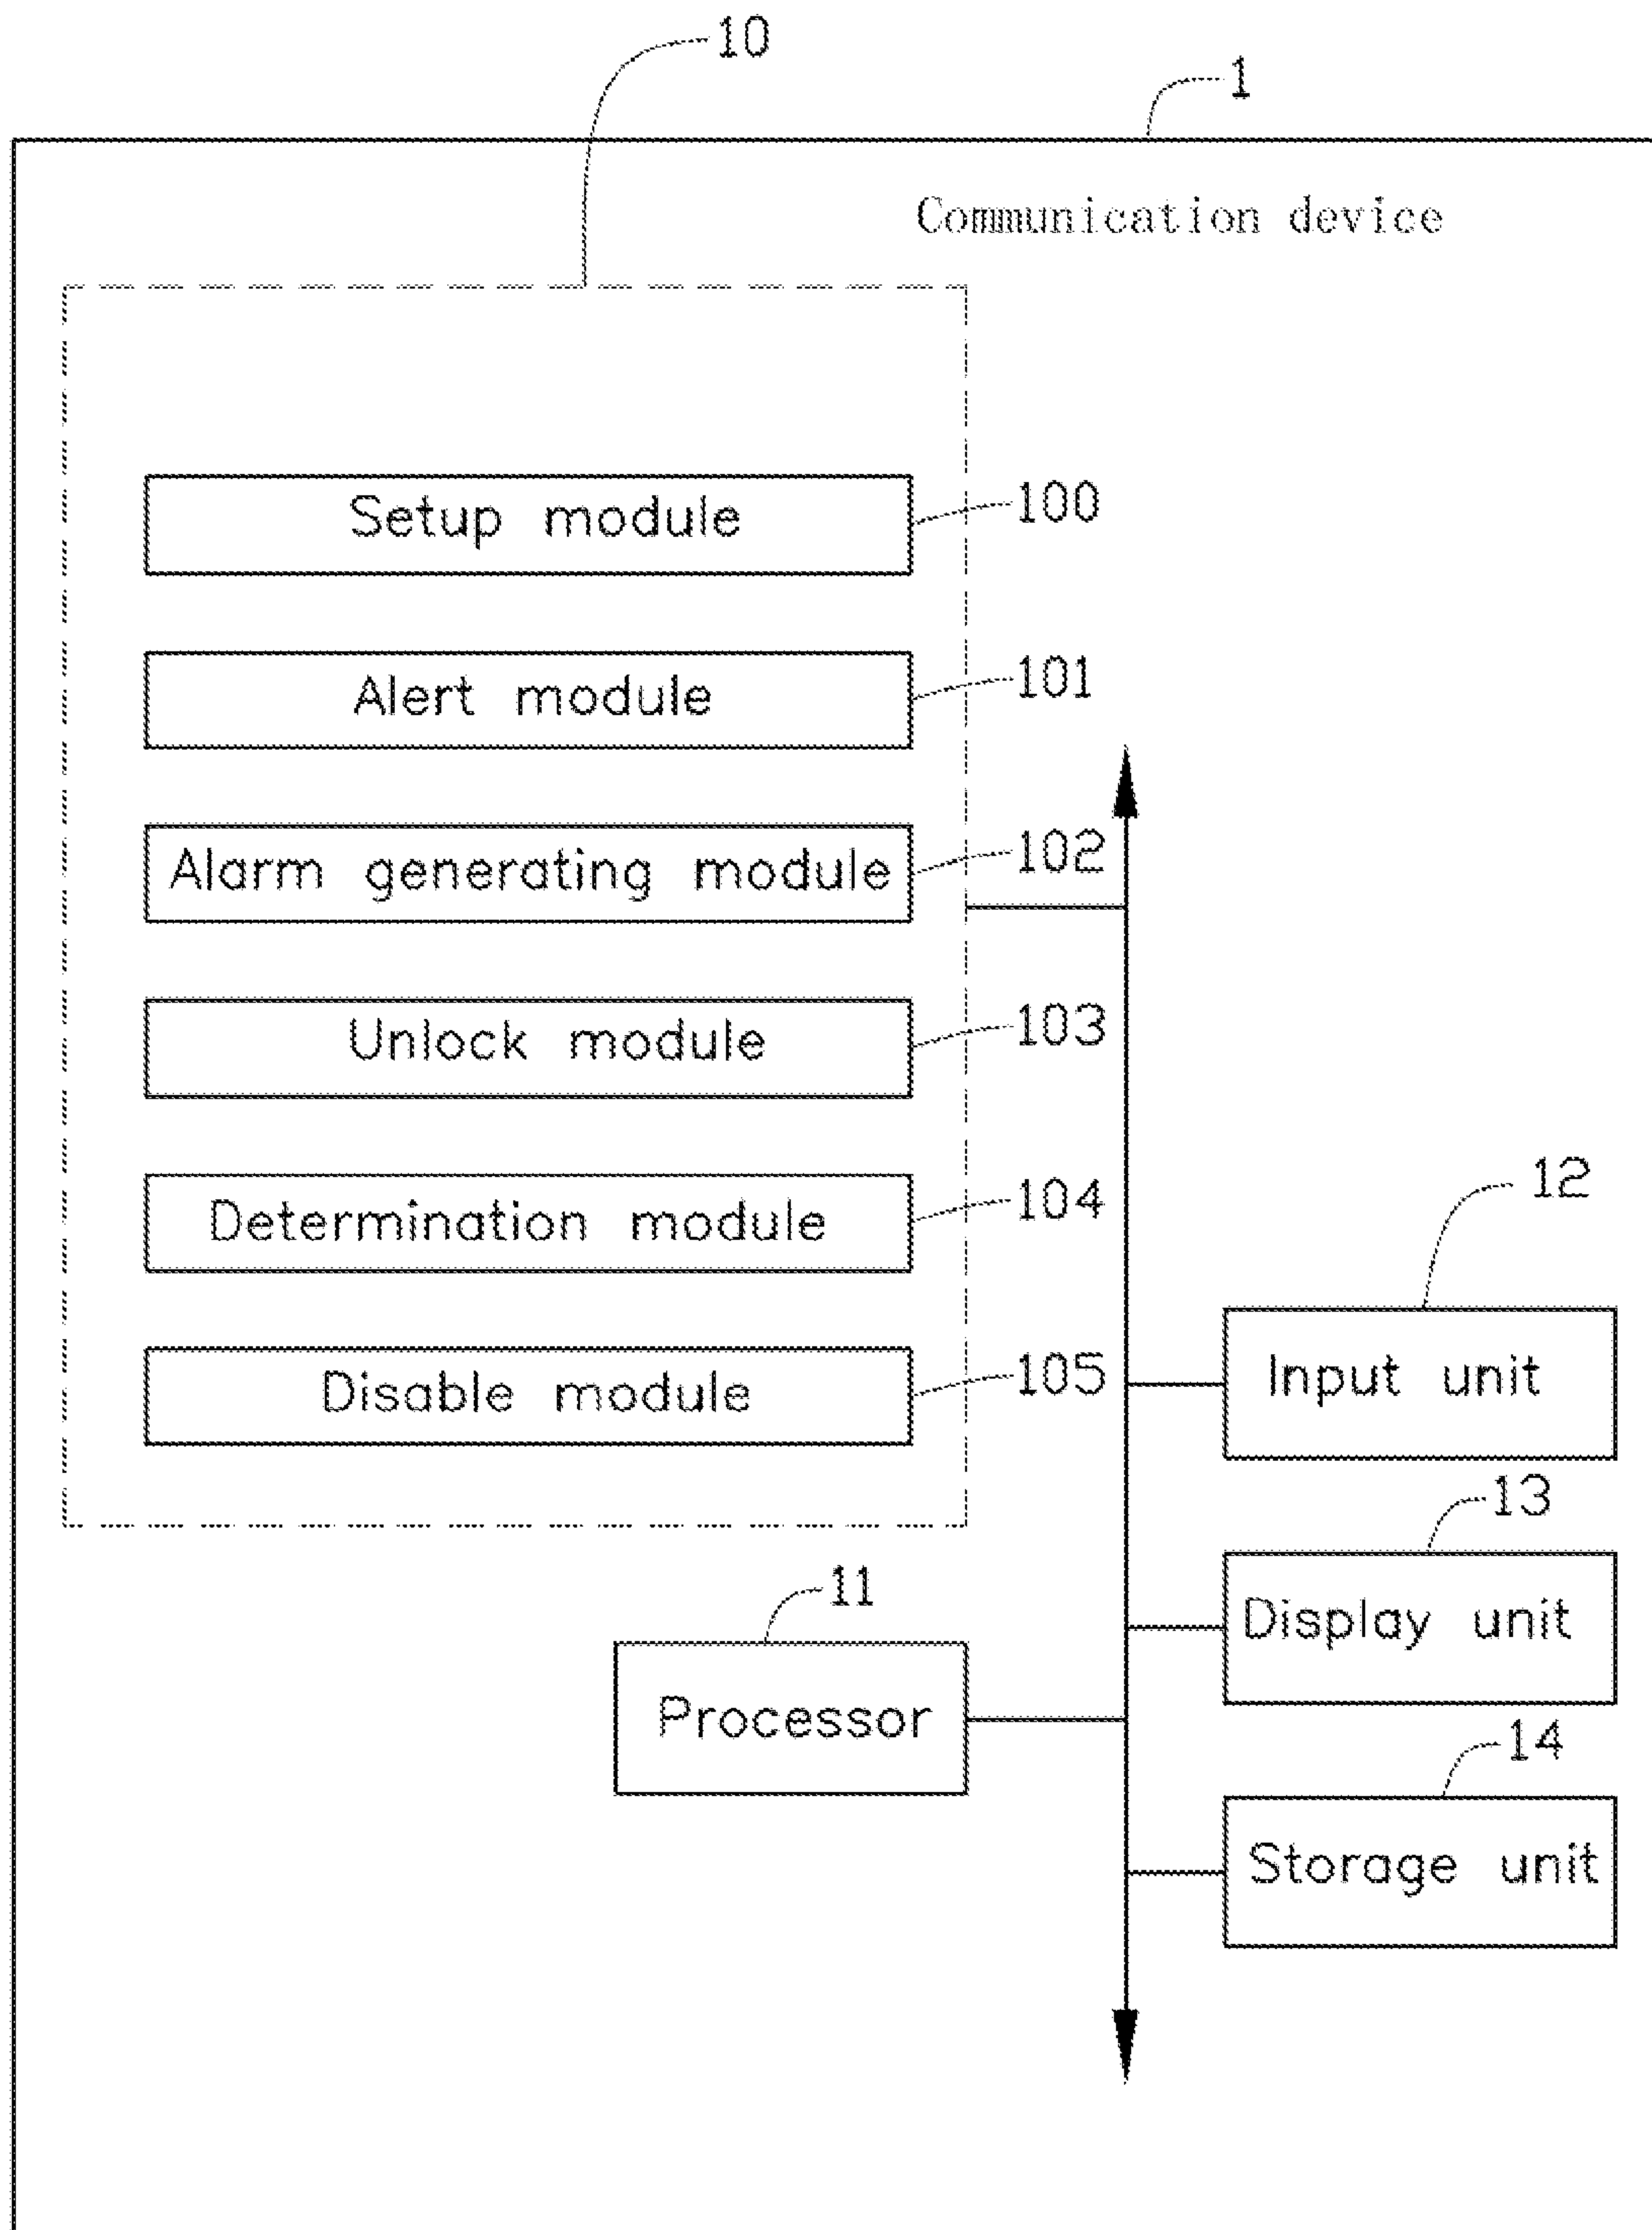 10
1
Communication device
Setup module 100
Alert module 101
Alarm generating module 102
Unlock module 103
Determination module 104
12
Input unit
Disable module 105
13
Display unit
11
Processor
14
Storage unit